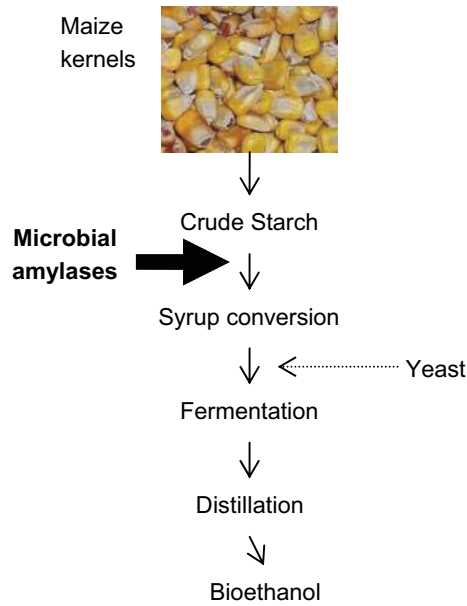 Maize
kernels
Crude Starch
Microbial
amylases
Syrup conversion
Yeast
Fermentation
Distillation
Bioethanol